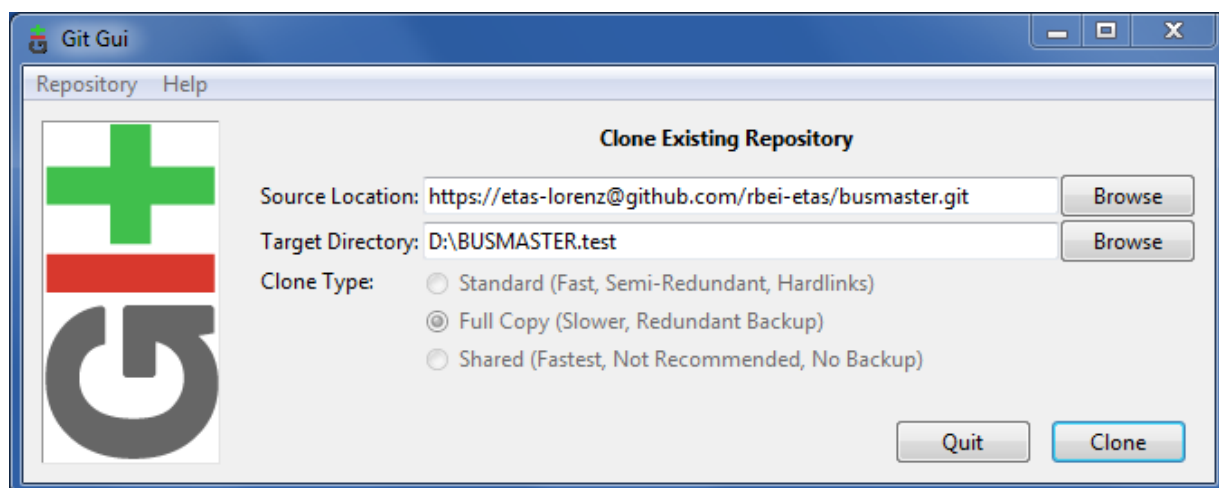 Git Gui
Repository Help
Clone Existing Repository
Source Location: https://etas-lorenz@github.com/rbei-etas/busmaster.git Browse
Target Directory: D:\BUSMASTER.test Browse
Clone Type: Standard (Fast, Semi-Redundant, Hardlinks)
Full Copy (Slower, Redundant Backup)
Shared (Fastest, Not Recommended, No Backup)
Quit Clone